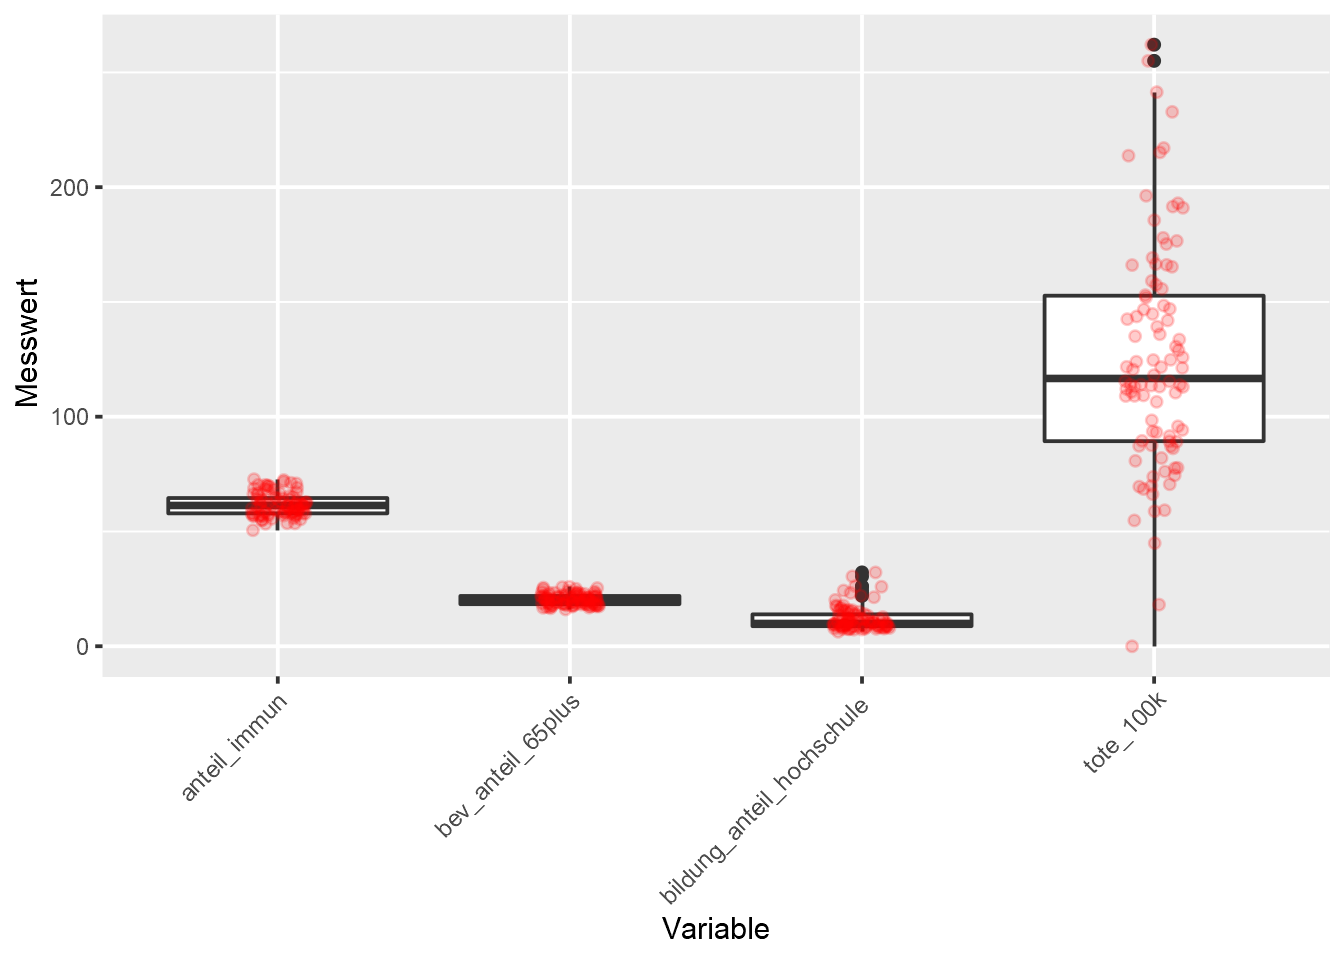 Messwert
200
100
0
anteil_immun
bev_anteil_65plus
bildung_anteil_hochschule
tote_100k
Variable